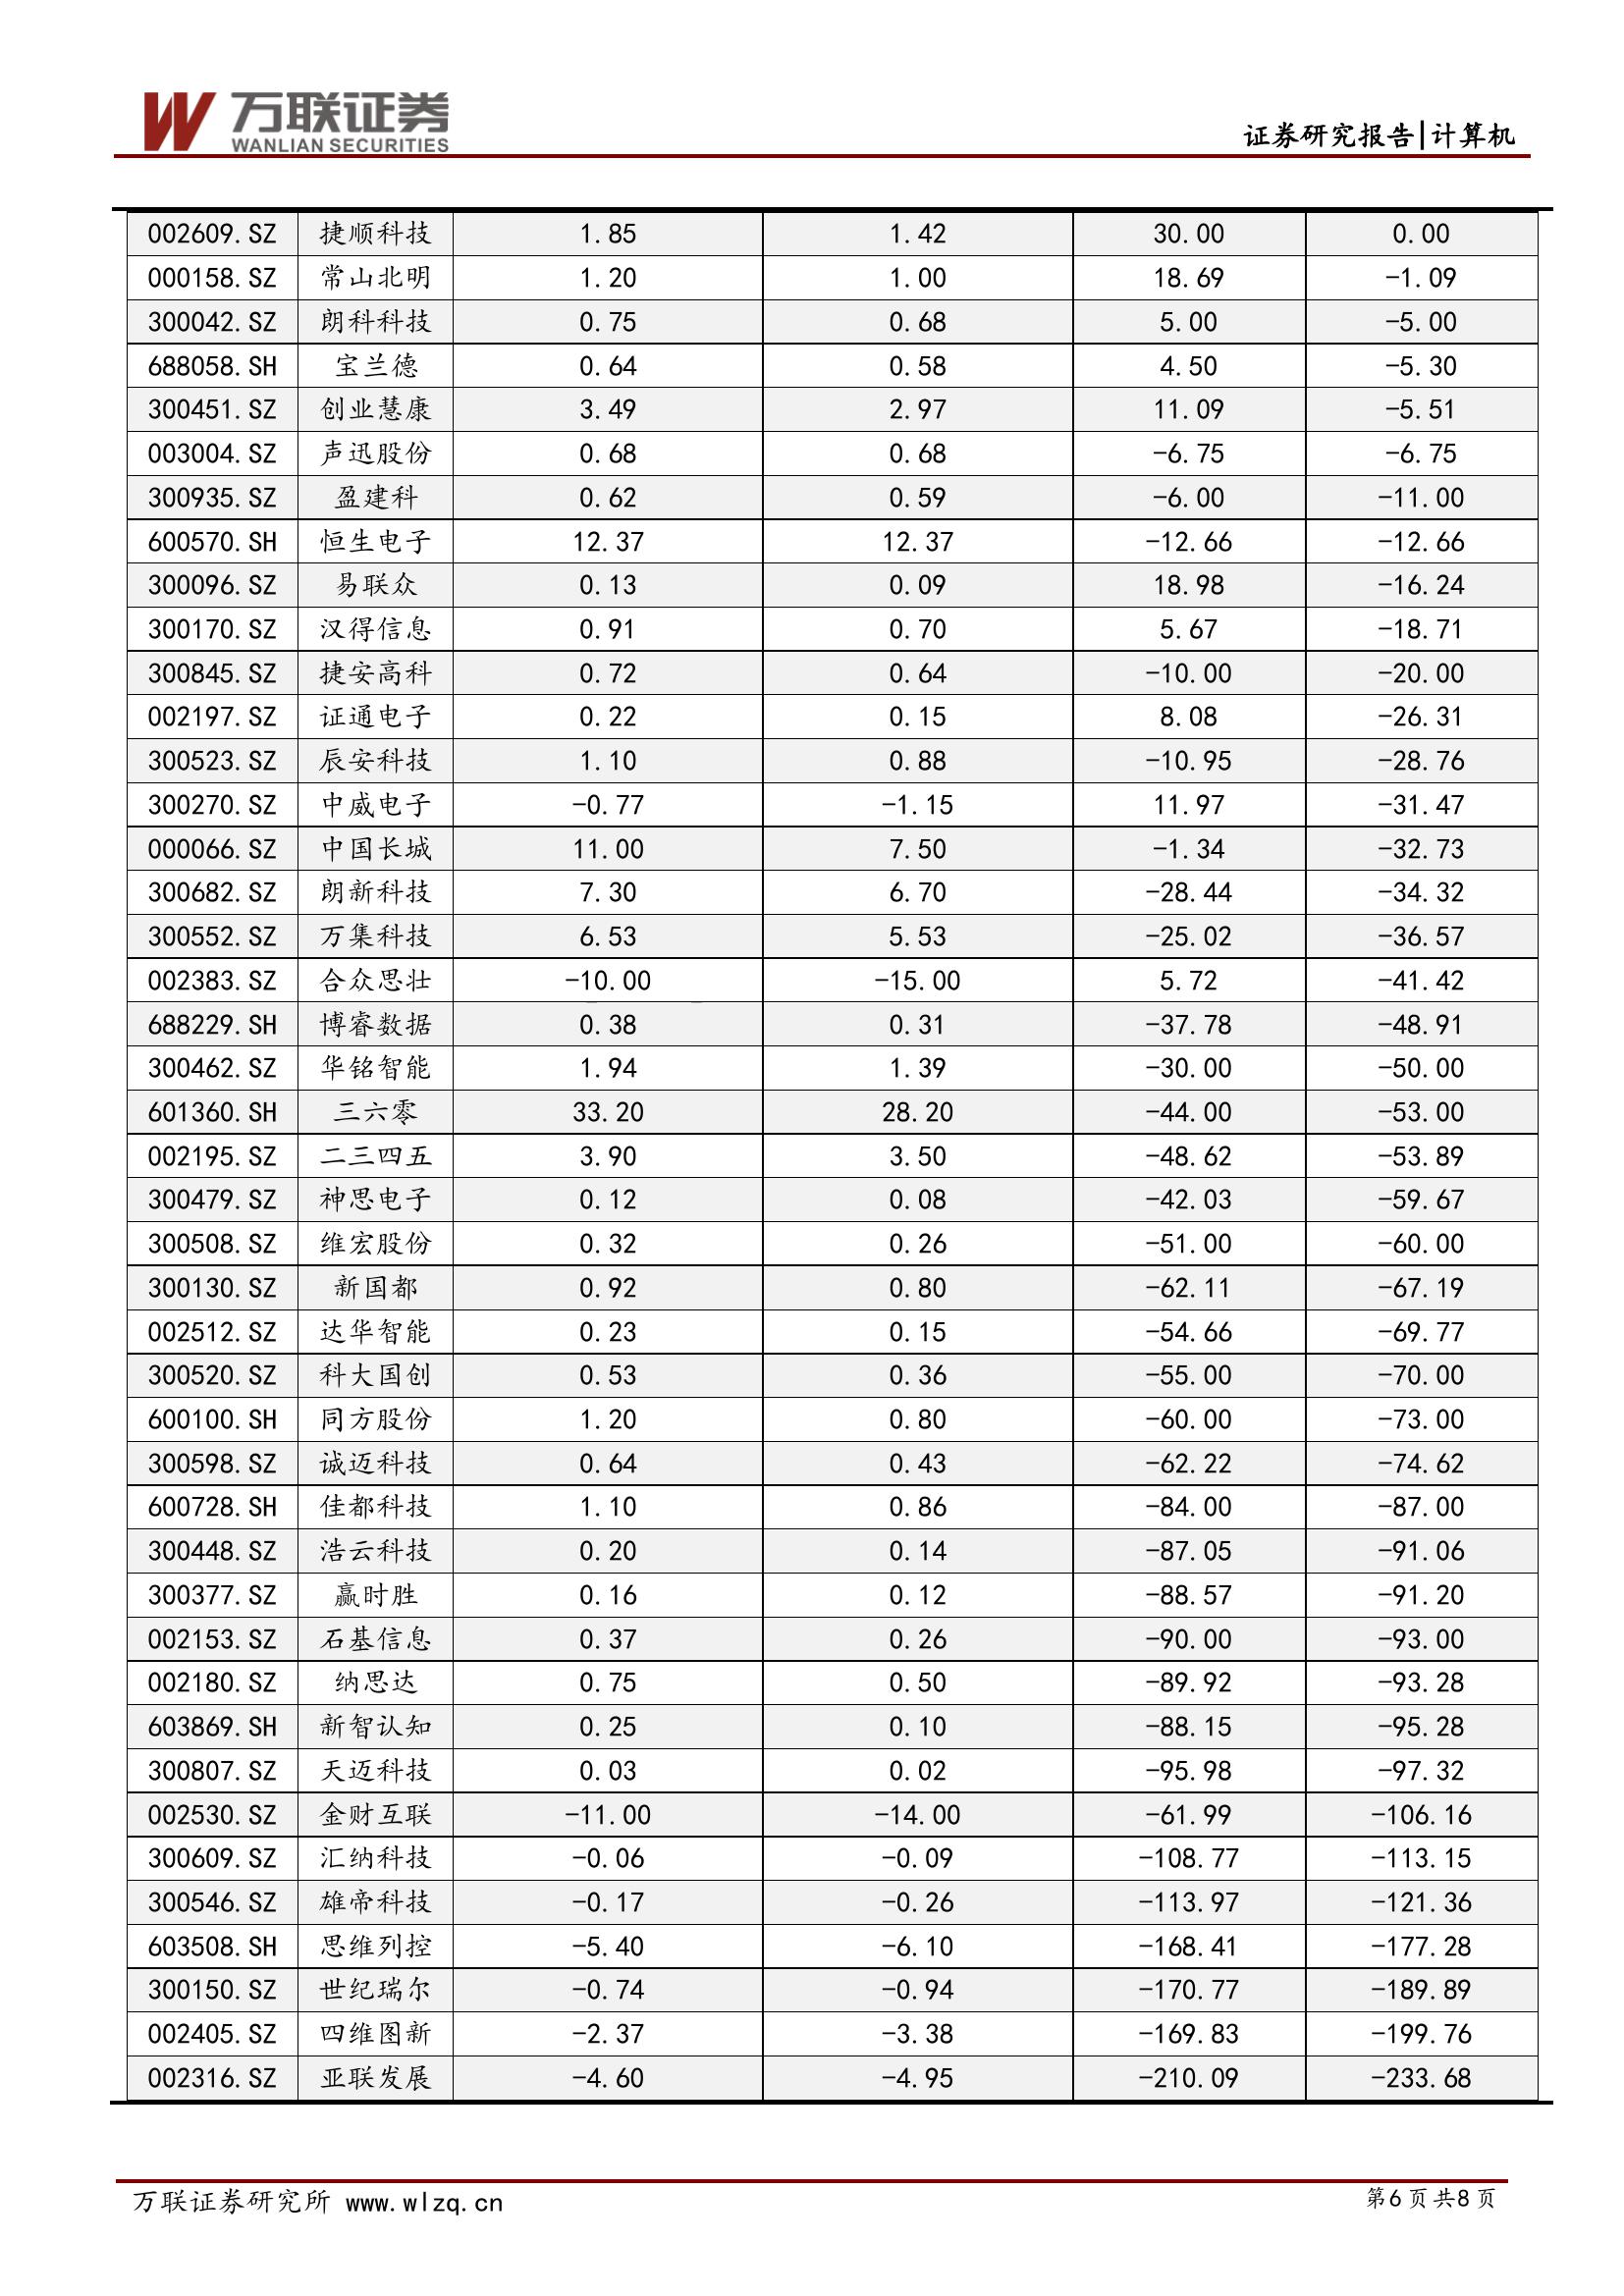 万联证券
WANLIAN SECURITIES
证券研究报告|计算机
002609.SZ 捷顺科技 1.85 1.42 30.00 0.00
000158.SZ 常山北明 1.20 1.00 18.69 -1.09
300042.SZ 朗科科技 0.75 0.68 5.00 -5.00
688058.SH 宝兰德 0.64 0.58 4.50 -5.30
300451.SZ 创业慧康 3.49 2.97 11.09 -5.51
003004.SZ 声迅股份 0.68 0.68 -6.75 -6.75
300935.SZ 盈建科 0.62 0.59 -6.00 -11.00
600570.SH 恒生电子 12.37 12.37 -12.66 -12.66
300096.SZ 易联众 0.13 0.09 18.98 -16.24
300170.SZ 汉得信息 0.91 0.70 5.67 -18.71
300845.SZ 捷安高科 0.72 0.64 -10.00 -20.00
002197.SZ 证通电子 0.22 0.15 8.08 -26.31
300523.SZ 辰安科技 1.10 0.88 -10.95 -28.76
300270.SZ 中威电子 -0.77 -1.15 11.97 -31.47
000066.SZ 中国长城 11.00 7.50 -1.34 -32.73
300682.SZ 朗新科技 7.30 6.70 -28.44 -34.32
300552.SZ 万集科技 6.53 5.53 -25.02 -36.57
002383.SZ 合众思壮 -10.00 -15.00 5.72 -41.42
688229.SH 博睿数据 0.38 0.31 -37.78 -48.91
300462.SZ 华铭智能 1.94 1.39 -30.00 -50.00
601360.SH 三六零 33.20 28.20 -44.00 -53.00
002195.SZ 二三四五 3.90 3.50 -48.62 -53.89
300479.SZ 神思电子 0.12 0.08 -42.03 -59.67
300508.SZ 维宏股份 0.32 0.26 -51.00 -60.00
300130.SZ 新国都 0.92 0.80 -62.11 -67.19
002512.SZ 达华智能 0.23 0.15 -54.66 -69.77
300520.SZ 科大国创 0.53 0.36 -55.00 -70.00
600100.SH 同方股份 1.20 0.80 -60.00 -73.00
300598.SZ 诚迈科技 0.64 0.43 -62.22 -74.62
600728.SH 佳都科技 1.10 0.86 -84.00 -87.00
300448.SZ 浩云科技 0.20 0.14 -87.05 -91.06
300377.SZ 赢时胜 0.16 0.12 -88.57 -91.20
002153.SZ 石基信息 0.37 0.26 -90.00 -93.00
002180.SZ 纳思达 0.75 0.50 -89.92 -93.28
603869.SH 新智认知 0.25 0.10 -88.15 -95.28
300807.SZ 天迈科技 0.03 0.02 -95.98 -97.32
002530.SZ 金财互联 -11.00 -14.00 -61.99 -106.16
300609.SZ 汇纳科技 -0.06 -0.09 -108.77 -113.15
300546.SZ 雄帝科技 -0.17 -0.26 -113.97 -121.36
603508.SH 思维列控 -5.40 -6.10 -168.41 -177.28
300150.SZ 世纪瑞尔 -0.74 -0.94 -170.77 -189.89
002405.SZ 四维图新 -2.37 -3.38 -169.83 -199.76
002316.SZ 亚联发展 -4.60 -4.95 -210.09 -233.68
万联证券研究所 www.wlzq.cn 第6页共8页